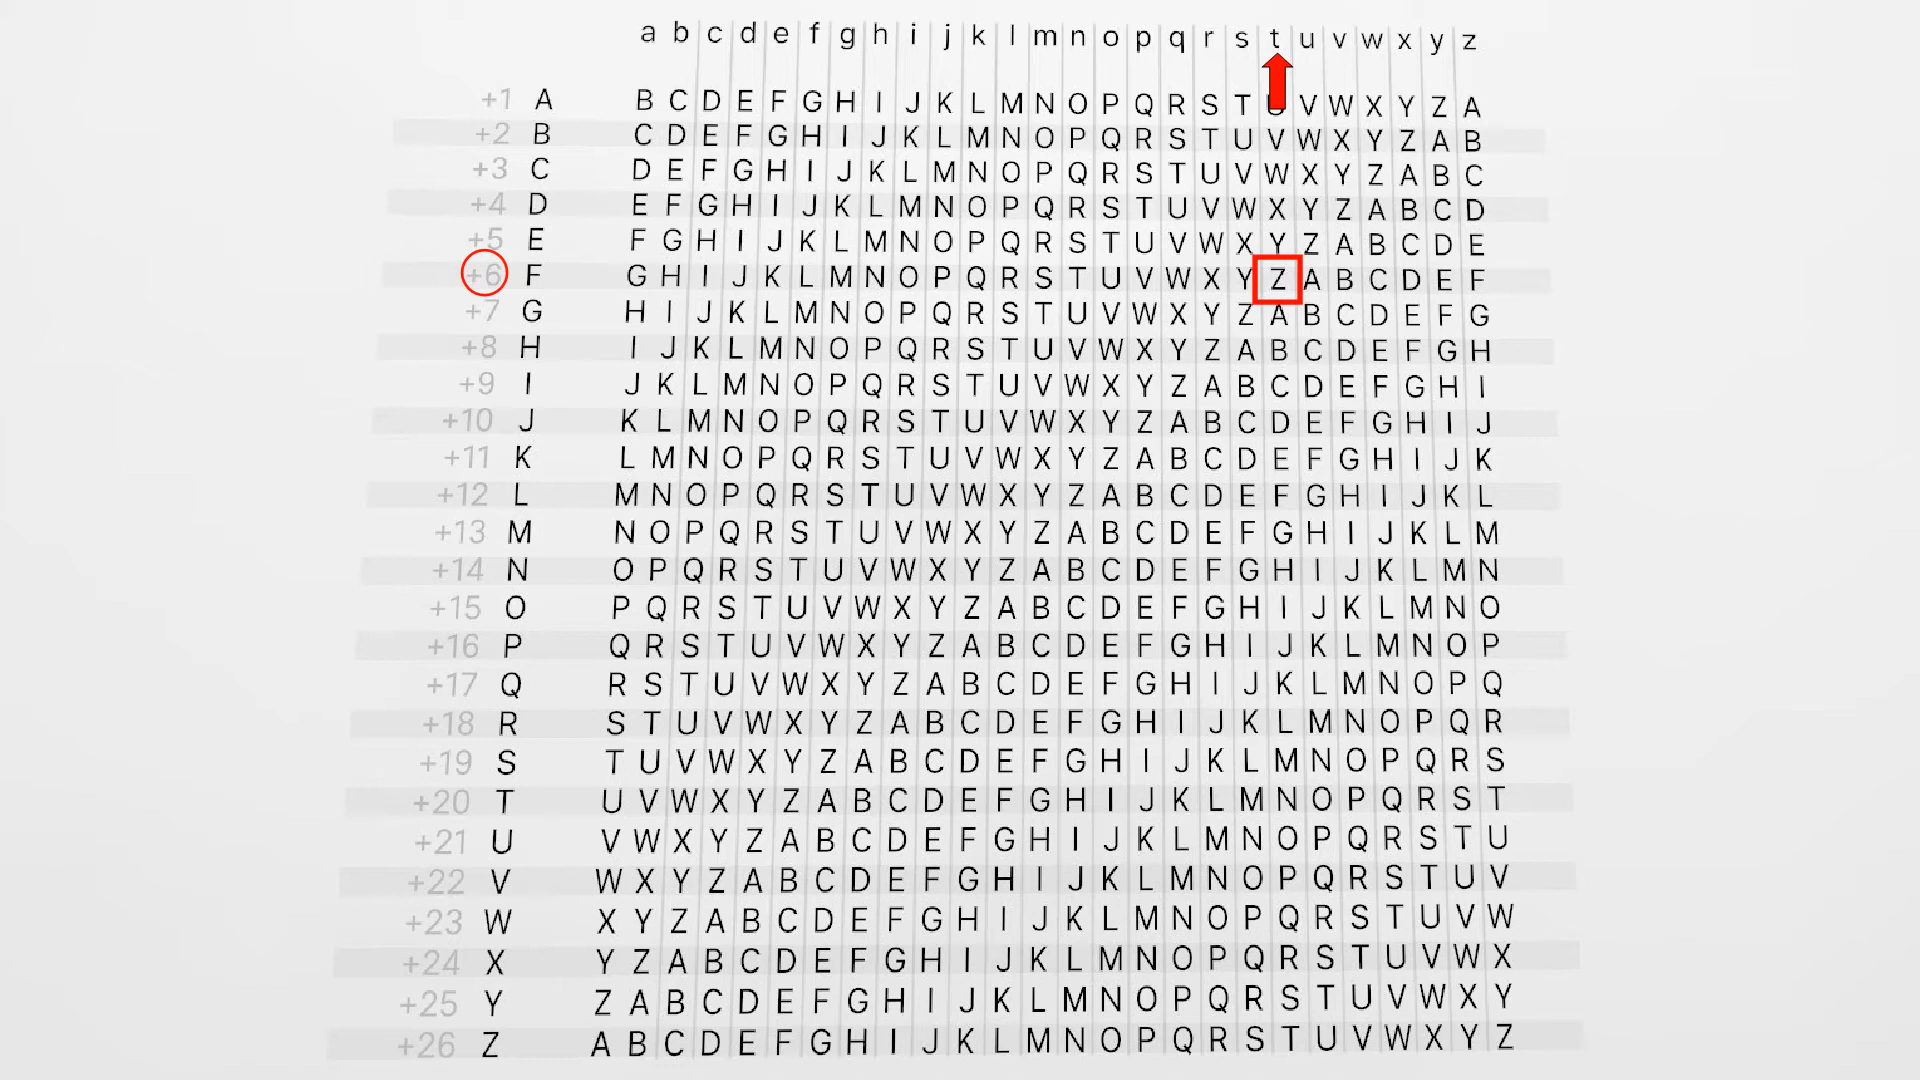 a b c d e f g h i j k l m n o p q r s t u v w x y z
+1 A B C D E F G H I J K L M N O P Q R S T U V W X Y Z A
+2 B C D E F G H I J K L M N O P Q R S T U V W X Y Z A B
+3 C D E F G H I J K L M N O P Q R S T U V W X Y Z A B C
+4 D E F G H I J K L M N O P Q R S T U V W X Y Z A B C D
+5 E F G H I J K L M N O P Q R S T U V W X Y Z A B C D E
+6 F G H I J K L M N O P Q R S T U V W X Y Z A B C D E F
+7 G H I J K L M N O P Q R S T U V W X Y Z A B C D E F G
+8 H I J K L M N O P Q R S T U V W X Y Z A B C D E F G H
+9 I J K L M N O P Q R S T U V W X Y Z A B C D E F G H I
+10 J K L M N O P Q R S T U V W X Y Z A B C D E F G H I J
+11 K L M N O P Q R S T U V W X Y Z A B C D E F G H I J K
+12 L M N O P Q R S T U V W X Y Z A B C D E F G H I J K L
+13 M N O P Q R S T U V W X Y Z A B C D E F G H I J K L M
+14 N O P Q R S T U V W X Y Z A B C D E F G H I J K L M N
+15 O P Q R S T U V W X Y Z A B C D E F G H I J K L M N O
+16 P Q R S T U V W X Y Z A B C D E F G H I J K L M N O P
+17 Q R S T U V W X Y Z A B C D E F G H I J K L M N O P Q
+18 R S T U V W X Y Z A B C D E F G H I J K L M N O P Q R
+19 S T U V W X Y Z A B C D E F G H I J K L M N O P Q R S
+20 T U V W X Y Z A B C D E F G H I J K L M N O P Q R S T
+21 U V W X Y Z A B C D E F G H I J K L M N O P Q R S T U
+22 V W X Y Z A B C D E F G H I J K L M N O P Q R S T U V
+23 W X Y Z A B C D E F G H I J K L M N O P Q R S T U V W
+24 X Y Z A B C D E F G H I J K L M N O P Q R S T U V W X
+25 Y Z A B C D E F G H I J K L M N O P Q R S T U V W X Y
+26 Z A B C D E F G H I J K L M N O P Q R S T U V W X Y Z